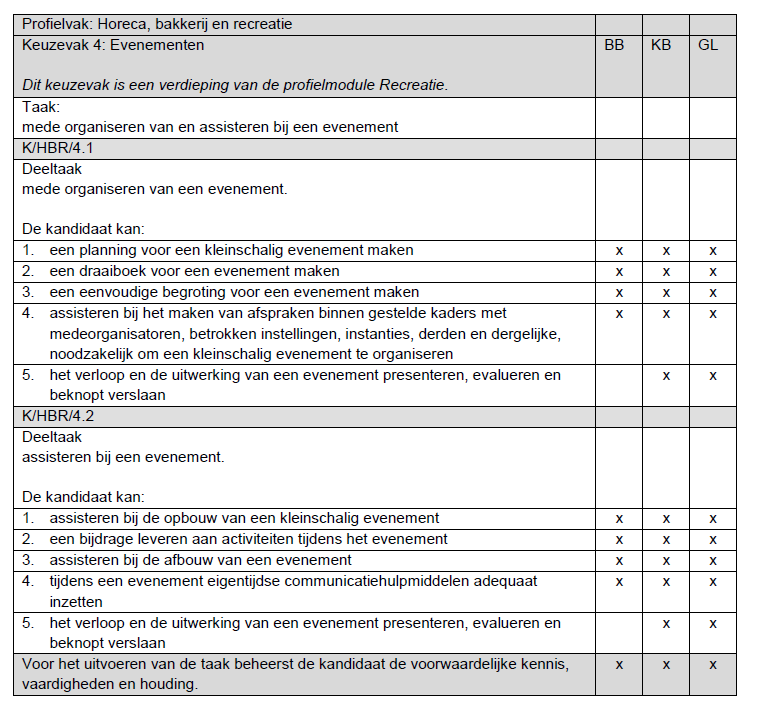 Profielvak: Horeca, bakkerij en recreatie
Keuzevak 4: Evenementen BB KB GL
Dit keuzevak is een verdieping van de profielmodule Recreatie.
Taak:
mede organiseren van en assisteren bij een evenement
K/HBR/4.1
Deeltaak
mede organiseren van een evenement.
De kandidaat kan:
1. een planning voor een kleinschalig evenement maken x x x
2. een draaiboek voor een evenement maken x x x
3. een eenvoudige begroting voor een evenement maken x x x
4. assisteren bij het maken van afspraken binnen gestelde kaders met x x x
medeorganisatoren, betrokken instellingen, instanties, derden en dergelijke,
noodzakelijk om een kleinschalig evenement te organiseren
5. het verloop en de uitwerking van een evenement presenteren, evalueren en x x
beknopt verslaan
K/HBR/4.2
Deeltaak
assisteren bij een evenement.
De kandidaat kan:
1. assisteren bij de opbouw van een kleinschalig evenement x x x
2. een bijdrage leveren aan activiteiten tijdens het evenement x x x
3. assisteren bij de afbouw van een evenement x x x
4. tijdens een evenement eigentijdse communicatiehulpmiddelen adequaat x x x
inzetten
5. het verloop en de uitwerking van een evenement presenteren, evalueren en x x
beknopt verslaan
Voor het uitvoeren van de taak beheerst de kandidaat de voorwaardelijke kennis, x x x
vaardigheden en houding.